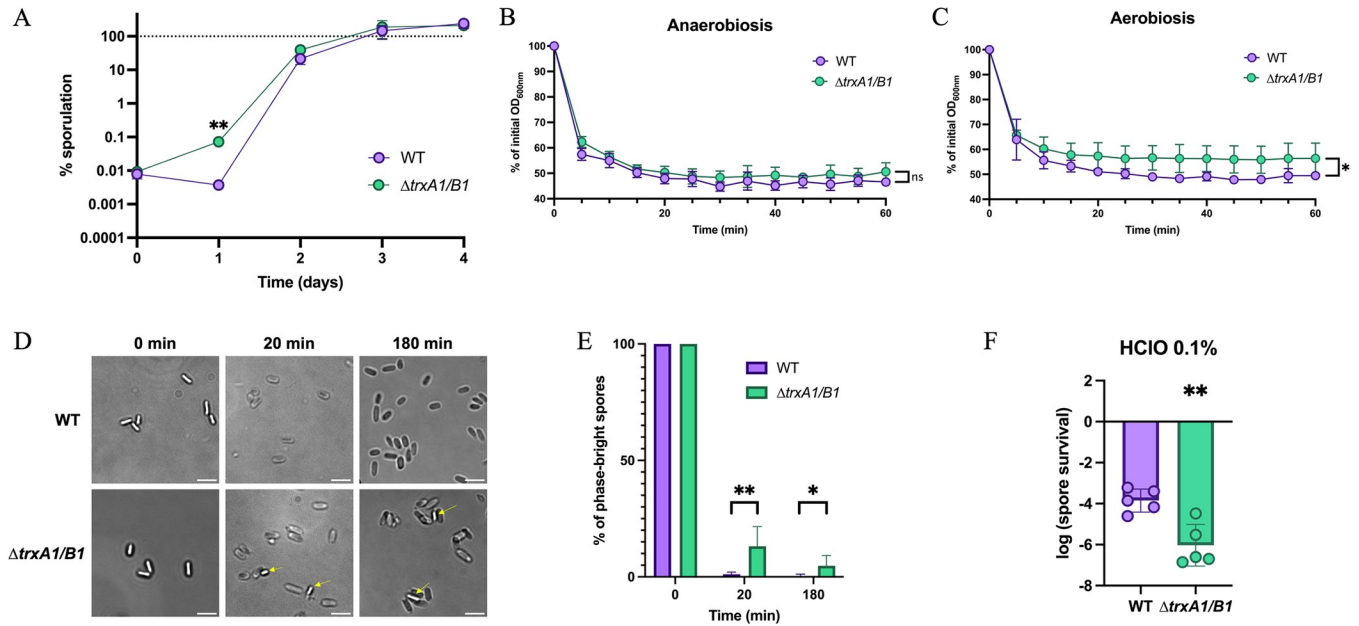 A
% sporulation
100
10
1
0.1
0.01
0.001
0.0001
**
WT
ΔtrxA1/B1
0
1
2
3
4
Time (days)
B
Anaerobiosis
% of initial OD600nm
100
90
80
70
60
50
40
WT
ΔtrxA1/B1
ns
0
20
40
60
Time (min)
C
Aerobiosis
% of initial OD600nm
100
90
80
70
60
50
40
WT
ΔtrxA1/B1
*
0
20
40
60
Time (min)
D
0 min
20 min
180 min
WT
ΔtrxA1/B1
E
% of phase-bright spores
100
50
0
WT
ΔtrxA1/B1
**
*
0
20
180
Time (min)
F
HClO 0.1%
log (spore survival)
2
0
-2
-4
-6
-8
**
WT
ΔtrxA1/B1